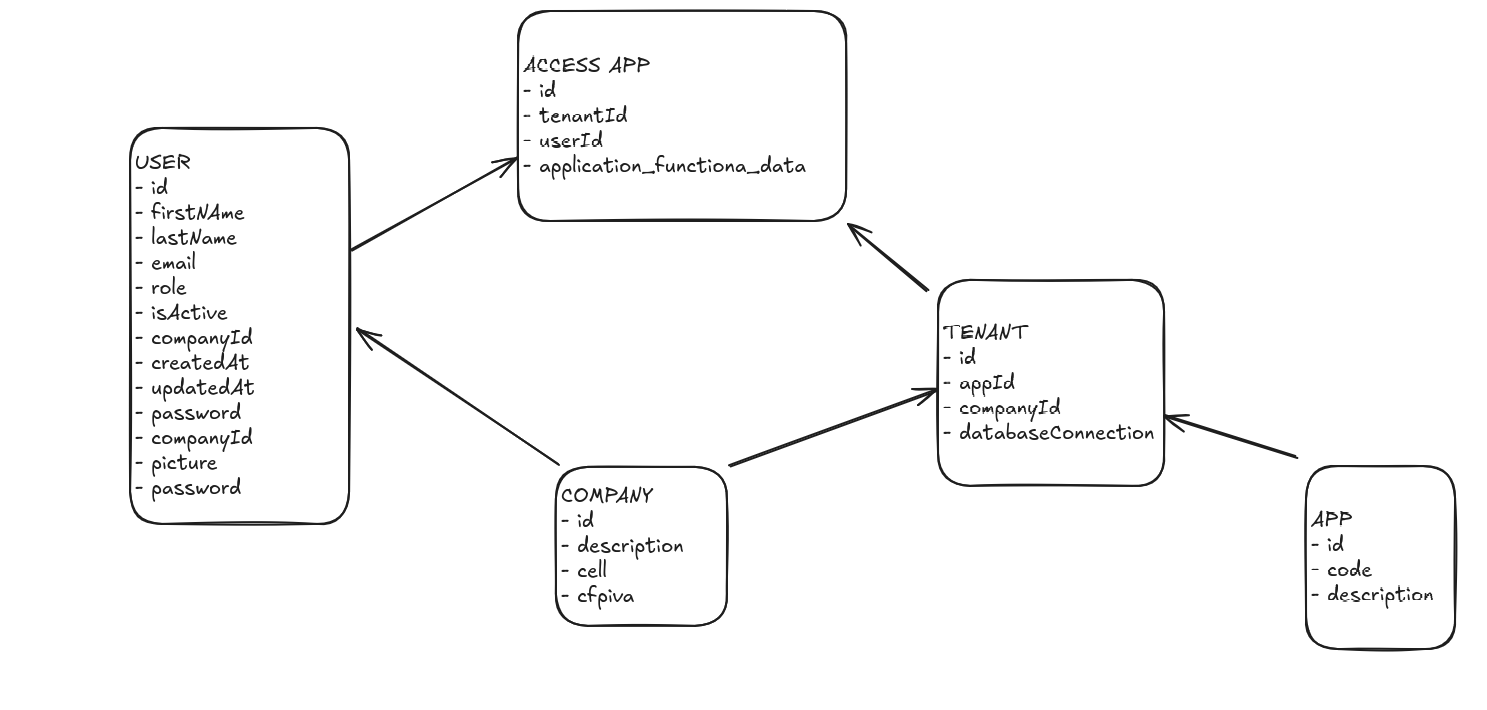 ACCESS APP
- id
- tenantId
- userId
- application_functiona_data
USER
- id
- firstNAme
- lastName
- email
- role
- isActive
- companyId
- createdAt
- updatedAt
- password
- companyId
- picture
- password
TENANT
- id
- appId
- companyId
- databaseConnection
COMPANY
- id
- description
- cell
- cfpiva
APP
- id
- code
- description